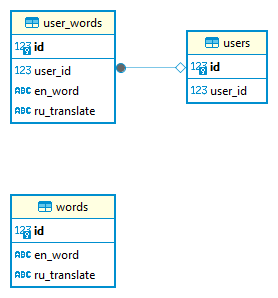 user_words
123 id
123 user_id
ABC en_word
ABC ru_translate
users
123 id
123 user_id
words
123 id
ABC en_word
ABC ru_translate